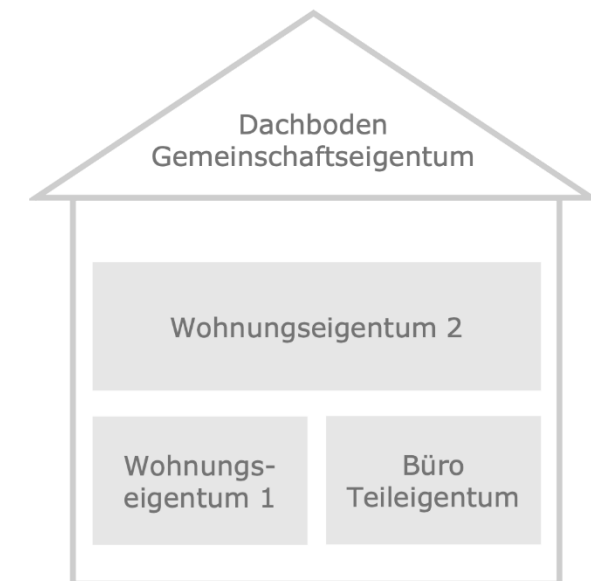 Dachboden
Gemeinschaftseigentum
Wohnungseigentum 2
Wohnungs-
eigentum 1
Büro
Teileigentum